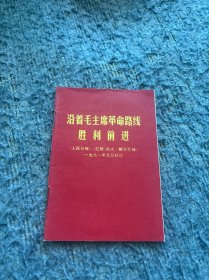 沿着毛主席革命路线
胜利前进
《人民日报》、《红旗》杂志、《解放军报》
一九七一年元旦社论